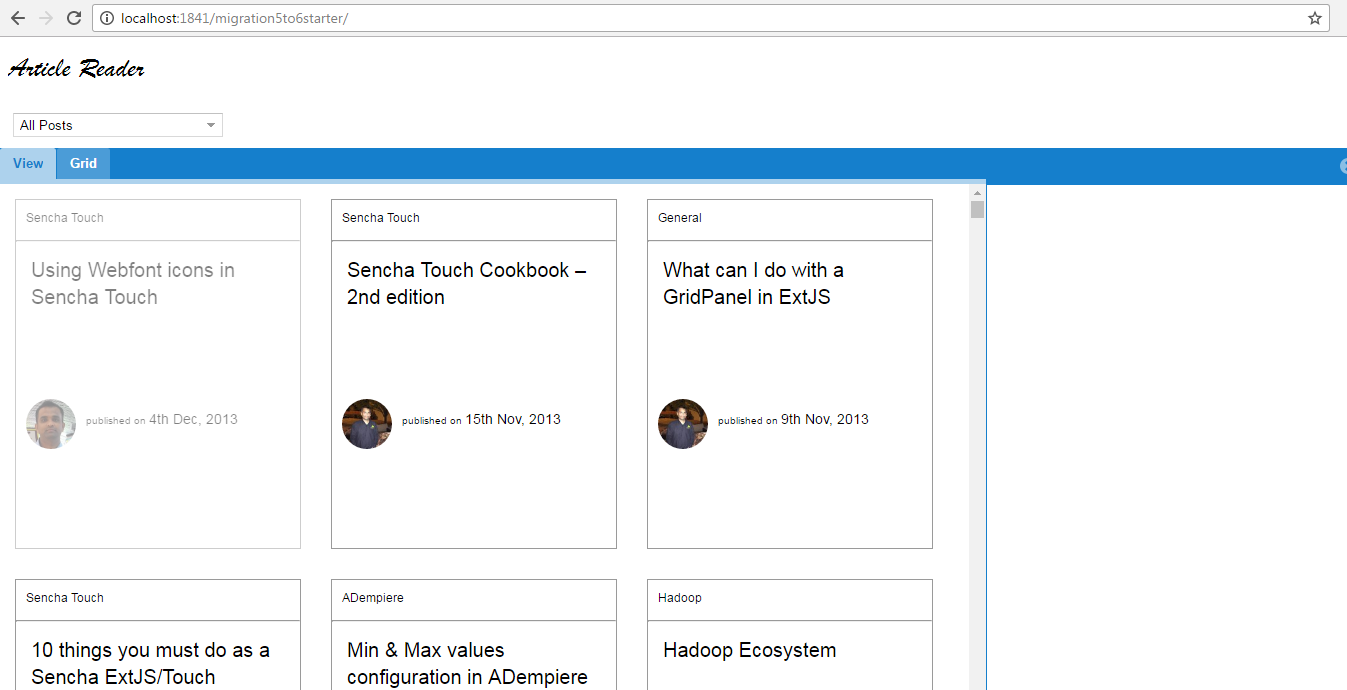 localhost:1841/migration5to6starter/
Article Reader
All Posts
View Grid
Sencha Touch
Using Webfont icons in
Sencha Touch
published on 4th Dec, 2013
Sencha Touch
Sencha Touch Cookbook –
2nd edition
published on 15th Nov, 2013
General
What can I do with a
GridPanel in ExtJS
published on 9th Nov, 2013
Sencha Touch
10 things you must do as a
Sencha ExtJS/Touch
ADempiere
Min & Max values
configuration in ADempiere
Hadoop
Hadoop Ecosystem